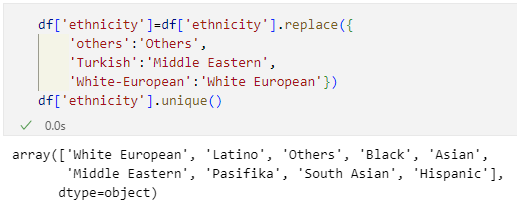 df['ethnicity']=df['ethnicity'].replace({
    'others':'Others',
    'Turkish':'Middle Eastern',
    'White-European':'White European'})
df['ethnicity'].unique()
✓ 0.0s
array(['White European', 'Latino', 'Others', 'Black', 'Asian',
       'Middle Eastern', 'Pasifika', 'South Asian', 'Hispanic'],
      dtype=object)